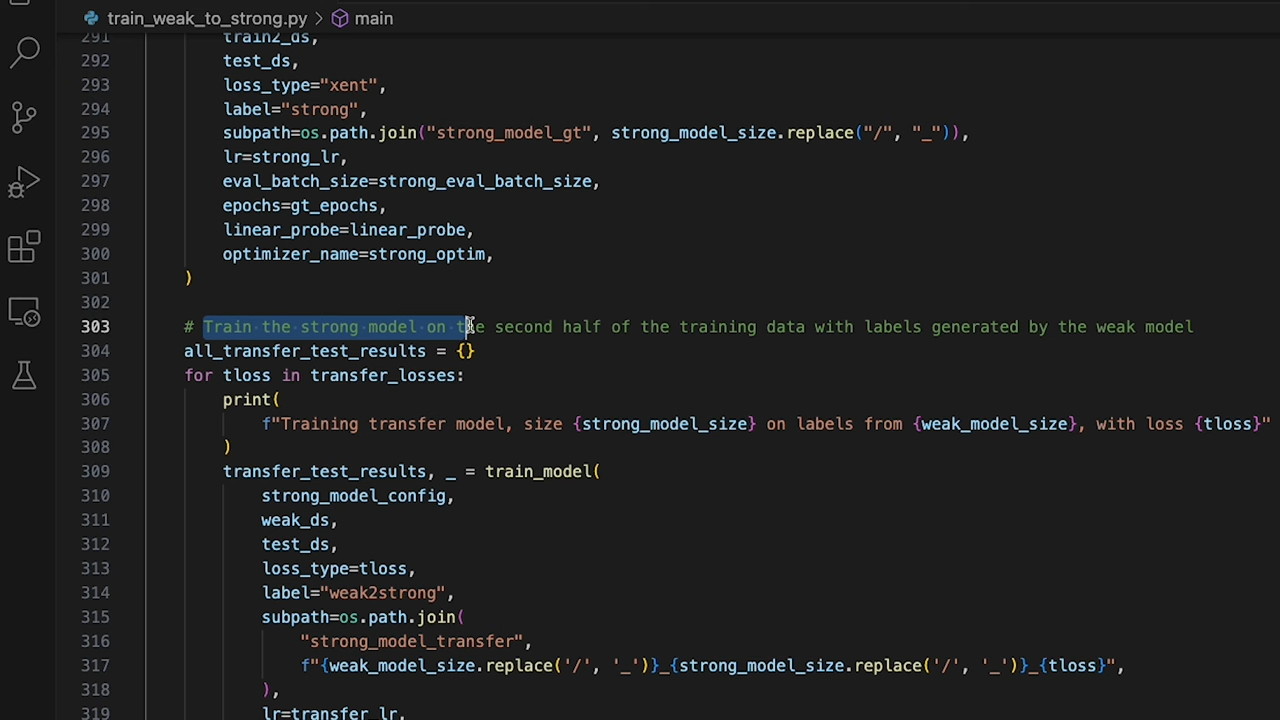 train_weak_to_strong.py > main
291 train2_ds,
292 test_ds,
293 loss_type="xent",
294 label="strong",
295 subpath=os.path.join("strong_model_gt", strong_model_size.replace("/", "_")),
296 lr=strong_lr,
297 eval_batch_size=strong_eval_batch_size,
298 epochs=gt_epochs,
299 linear_probe=linear_probe,
300 optimizer_name=strong_optim,
301 )
302
303 # Train the strong model on the second half of the training data with labels generated by the weak model
304 all_transfer_test_results = {}
305 for tloss in transfer_losses:
306 print(
307 f"Training transfer model, size {strong_model_size} on labels from {weak_model_size}, with loss {tloss}"
308 )
309 transfer_test_results, _ = train_model(
310 strong_model_config,
311 weak_ds,
312 test_ds,
313 loss_type=tloss,
314 label="weak2strong",
315 subpath=os.path.join(
316 "strong_model_transfer",
317 f"{weak_model_size.replace('/', '_')}_{strong_model_size.replace('/', '_')}_{tloss}",
318 ),
319 lr=transfer_lr,